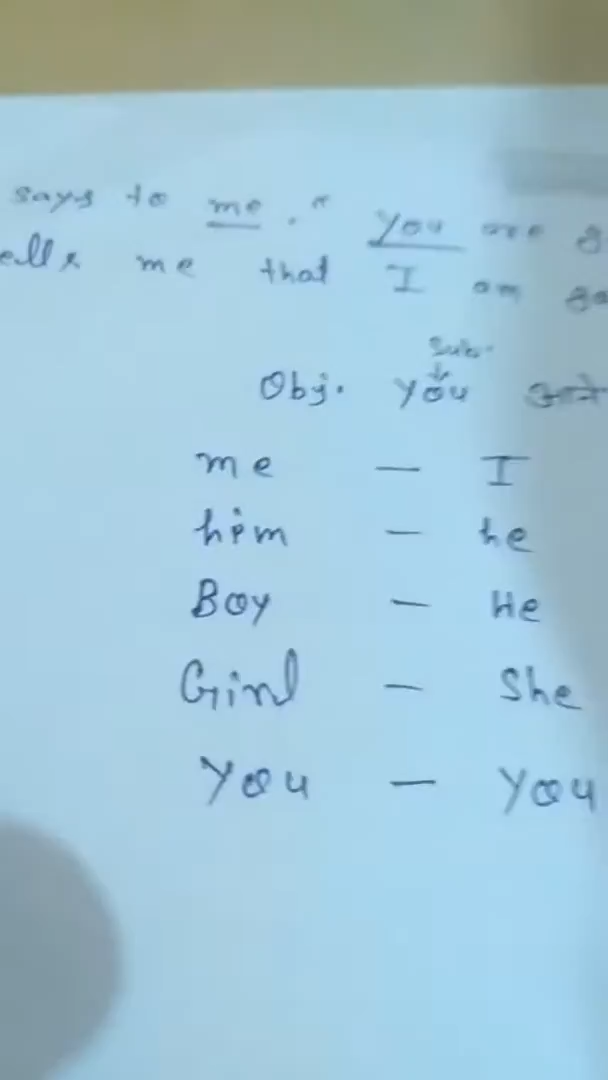 says to me. "You are
me that I am
Sub.
Obj. you आने
me — I
him — he
Boy — He
Girl — She
You — You